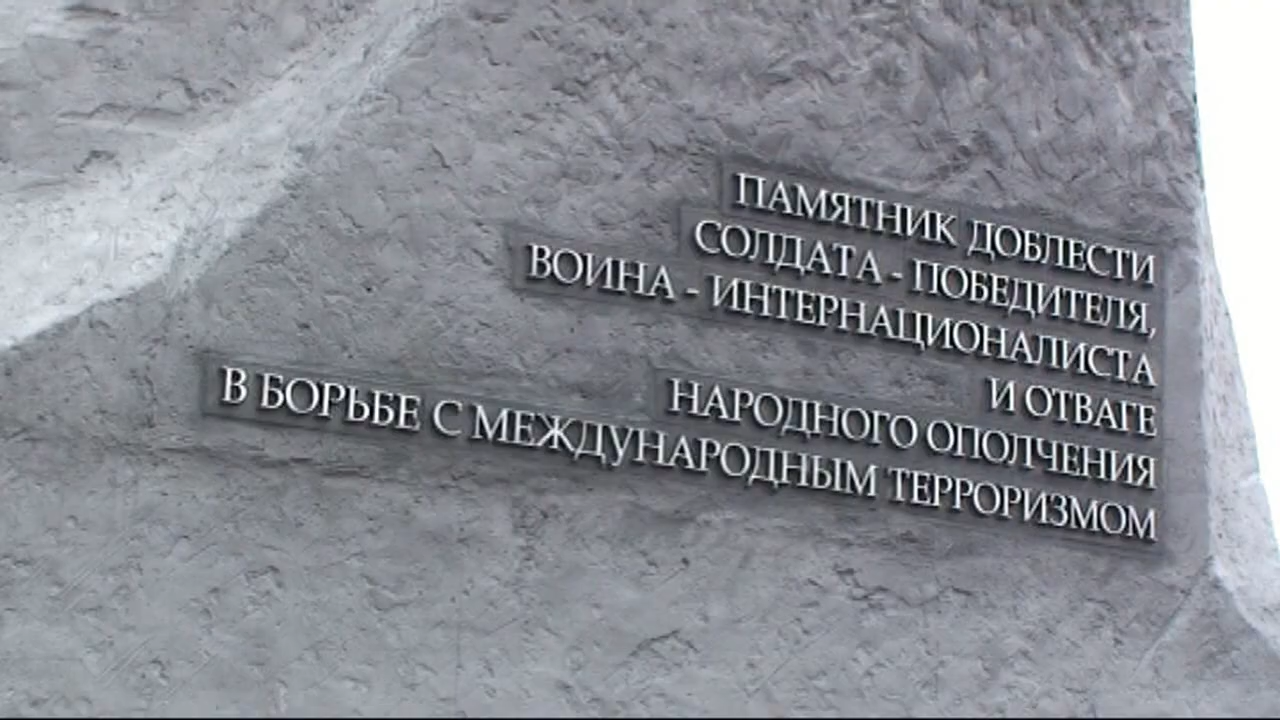 ПАМЯТНИК ДОБЛЕСТИ
СОЛДАТА - ПОБЕДИТЕЛЯ,
ВОИНА - ИНТЕРНАЦИОНАЛИСТА
И ОТВАГЕ
НАРОДНОГО ОПОЛЧЕНИЯ
В БОРЬБЕ С МЕЖДУНАРОДНЫМ ТЕРРОРИЗМОМ